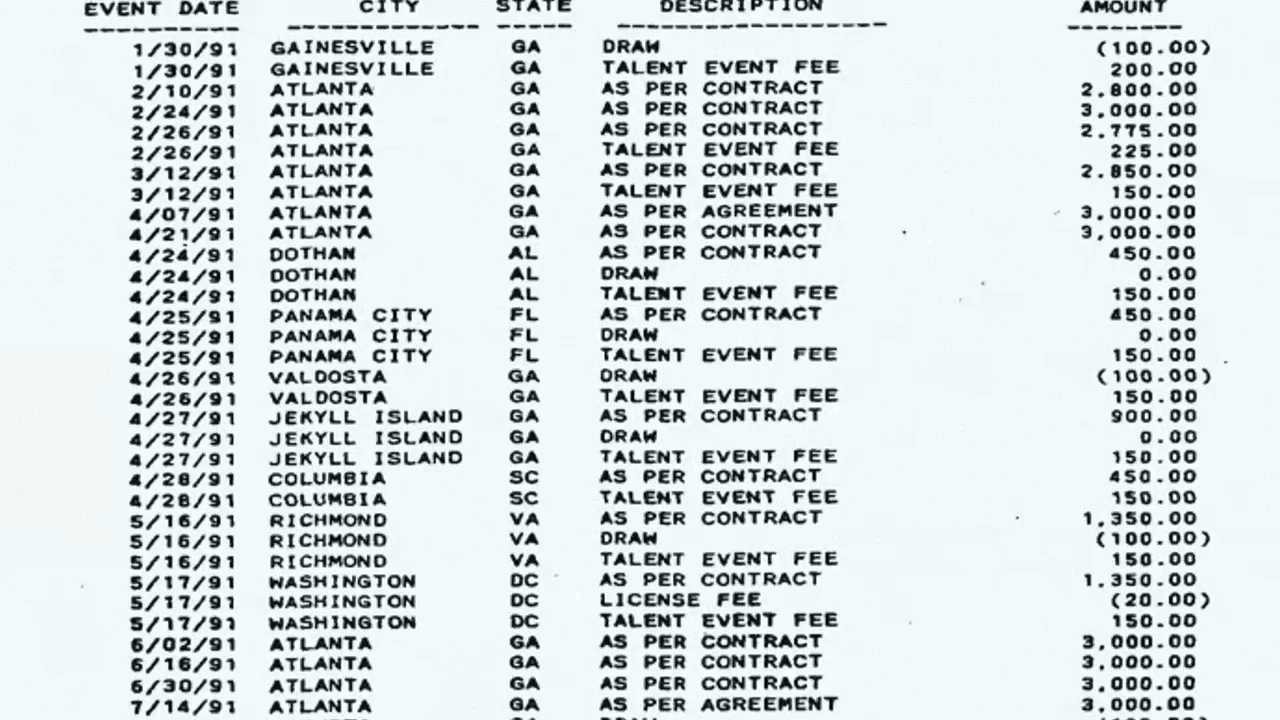 EVENT DATE CITY STATE DESCRIPTION AMOUNT
1/30/91 GAINESVILLE GA DRAW (100.00)
1/30/91 GAINESVILLE GA TALENT EVENT FEE 200.00
2/10/91 ATLANTA GA AS PER CONTRACT 2,800.00
2/24/91 ATLANTA GA AS PER CONTRACT 3,000.00
2/26/91 ATLANTA GA AS PER CONTRACT 2,775.00
2/26/91 ATLANTA GA TALENT EVENT FEE 225.00
3/12/91 ATLANTA GA AS PER CONTRACT 2,850.00
3/12/91 ATLANTA GA TALENT EVENT FEE 150.00
4/07/91 ATLANTA GA AS PER AGREEMENT 3,000.00
4/21/91 ATLANTA GA AS PER CONTRACT 3,000.00
4/24/91 DOTHAN AL AS PER CONTRACT 450.00
4/24/91 DOTHAN AL DRAW 0.00
4/24/91 DOTHAN AL TALENT EVENT FEE 150.00
4/25/91 PANAMA CITY FL AS PER CONTRACT 450.00
4/25/91 PANAMA CITY FL DRAW 0.00
4/25/91 PANAMA CITY FL TALENT EVENT FEE 150.00
4/26/91 VALDOSTA GA DRAW (100.00)
4/26/91 VALDOSTA GA TALENT EVENT FEE 150.00
4/27/91 JEKYLL ISLAND GA AS PER CONTRACT 900.00
4/27/91 JEKYLL ISLAND GA DRAW 0.00
4/27/91 JEKYLL ISLAND GA TALENT EVENT FEE 150.00
4/28/91 COLUMBIA SC AS PER CONTRACT 450.00
4/28/91 COLUMBIA SC TALENT EVENT FEE 150.00
5/16/91 RICHMOND VA AS PER CONTRACT 1,350.00
5/16/91 RICHMOND VA DRAW (100.00)
5/16/91 RICHMOND VA TALENT EVENT FEE 150.00
5/17/91 WASHINGTON DC AS PER CONTRACT 1,350.00
5/17/91 WASHINGTON DC LICENSE FEE (20.00)
5/17/91 WASHINGTON DC TALENT EVENT FEE 150.00
6/02/91 ATLANTA GA AS PER CONTRACT 3,000.00
6/16/91 ATLANTA GA AS PER CONTRACT 3,000.00
6/30/91 ATLANTA GA AS PER CONTRACT 3,000.00
7/14/91 ATLANTA GA AS PER AGREEMENT 3,000.00